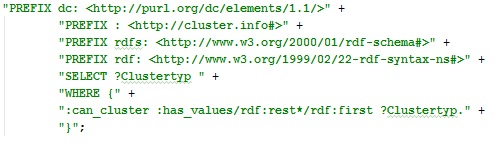 "PREFIX dc: <http://purl.org/dc/elements/1.1/>" +
"PREFIX : <http://cluster.info#>" +
"PREFIX rdfs: <http://www.w3.org/2000/01/rdf-schema#>" +
"PREFIX rdf: <http://www.w3.org/1999/02/22-rdf-syntax-ns#>" +
"SELECT ?Clustertyp " +
"WHERE {" +
":can_cluster :has_values/rdf:rest*/rdf:first ?Clustertyp." +
"}";